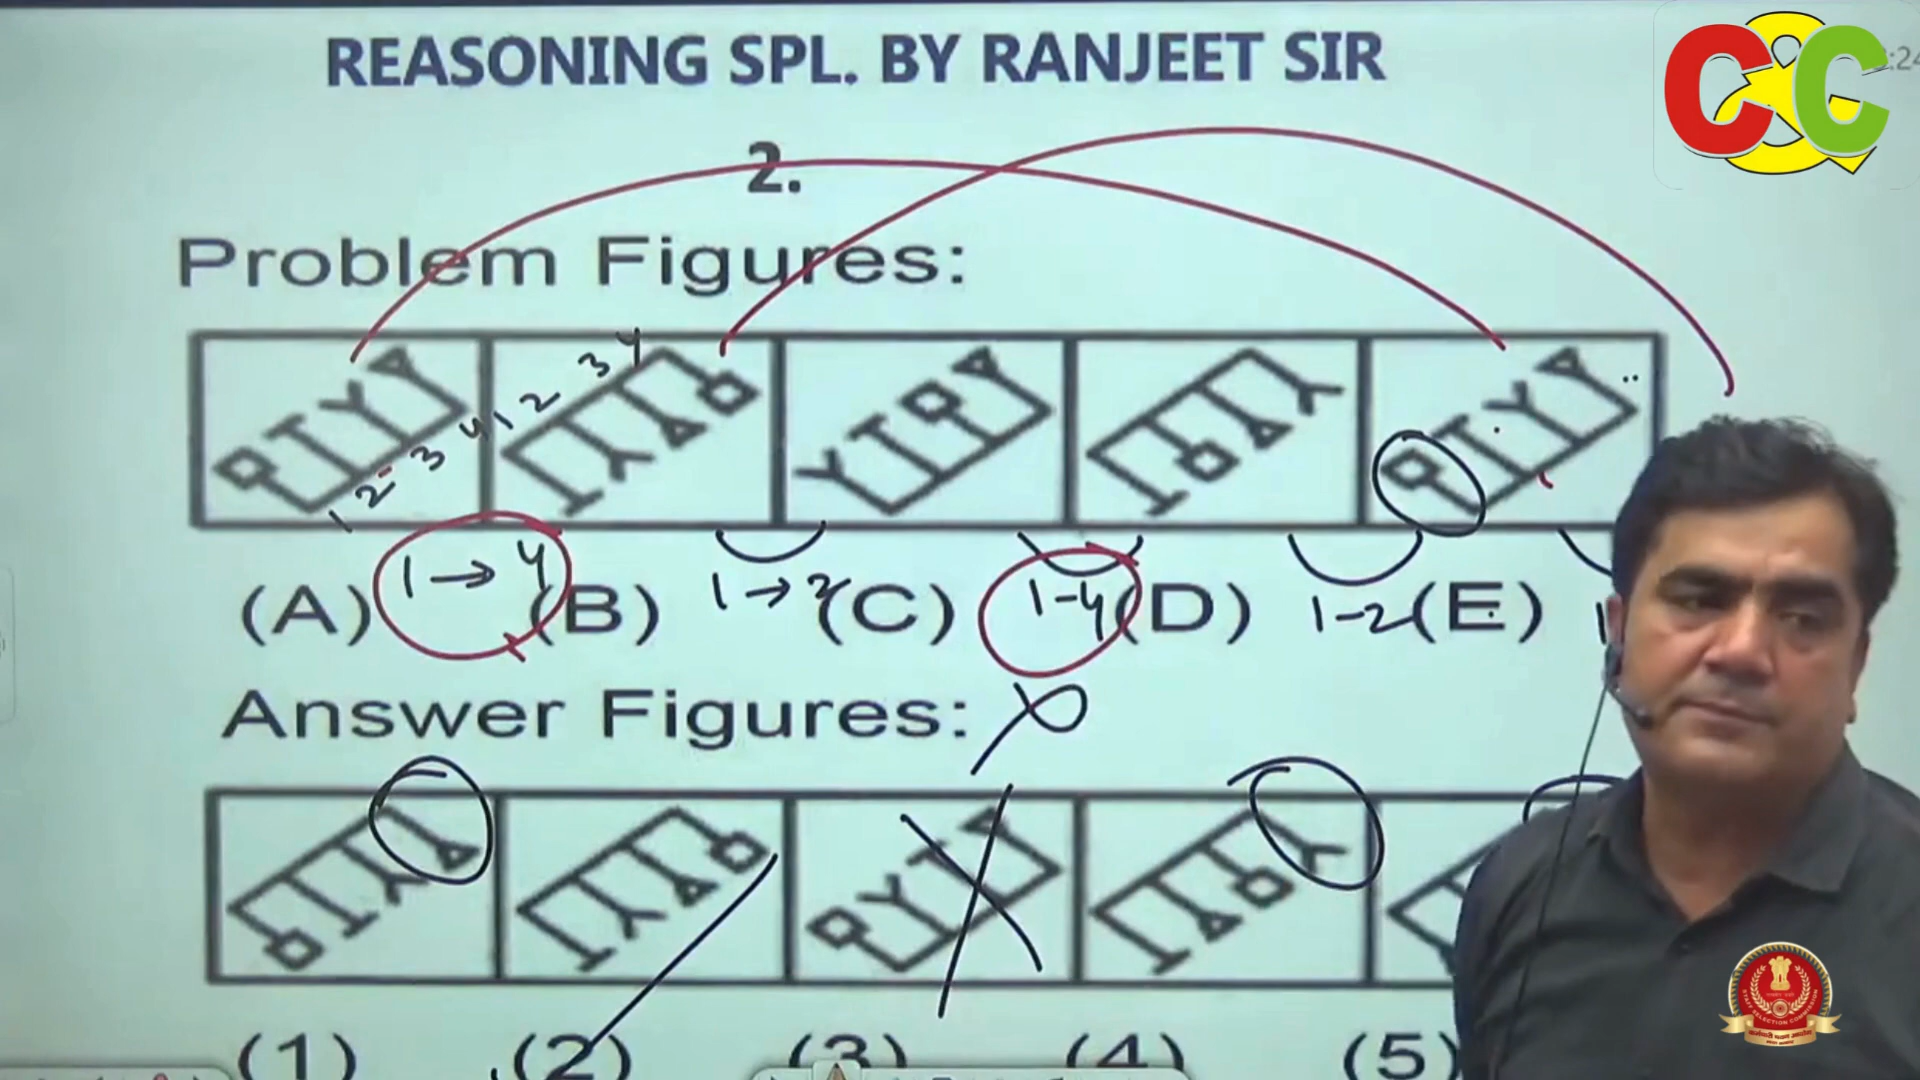 REASONING SPL. BY RANJEET SIR
C&C
2.
Problem Figures:
1 2 3 4
1 2 3 4
(A) (B) (C) (D) (E)
1 → 4
1 →
1-4
1-2
Answer Figures:
(1) (2) (3) (4) (5)